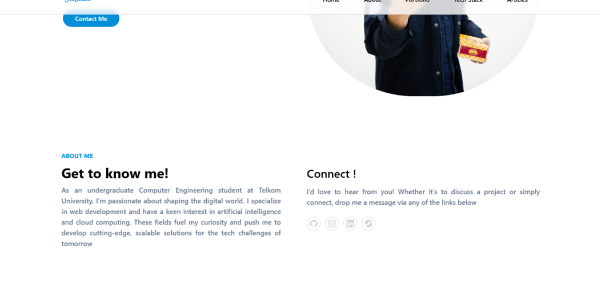 Home About Portfolio Tech Stack Articles
Contact Me
ABOUT ME
Get to know me!
As an undergraduate Computer Engineering student at Telkom
University, I'm passionate about shaping the digital world. I specialize
in web development and have a keen interest in artificial intelligence
and cloud computing. These fields fuel my curiosity and push me to
develop cutting-edge, scalable solutions for the tech challenges of
tomorrow
Connect !
I'd love to hear from you! Whether it's to discuss a project or simply
connect, drop me a message via any of the links below